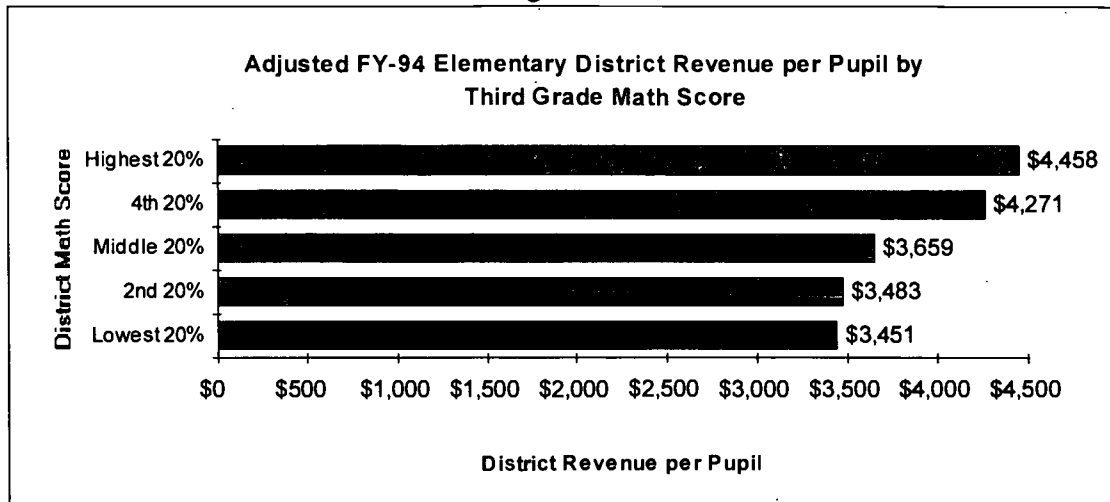 Adjusted FY-94 Elementary District Revenue per Pupil by
Third Grade Math Score
District Math Score
Highest 20%
$4,458
4th 20%
$4,271
Middle 20%
$3,659
2nd 20%
$3,483
Lowest 20%
$3,451
$0 $500 $1,000 $1,500 $2,000 $2,500 $3,000 $3,500 $4,000 $4,500
District Revenue per Pupil